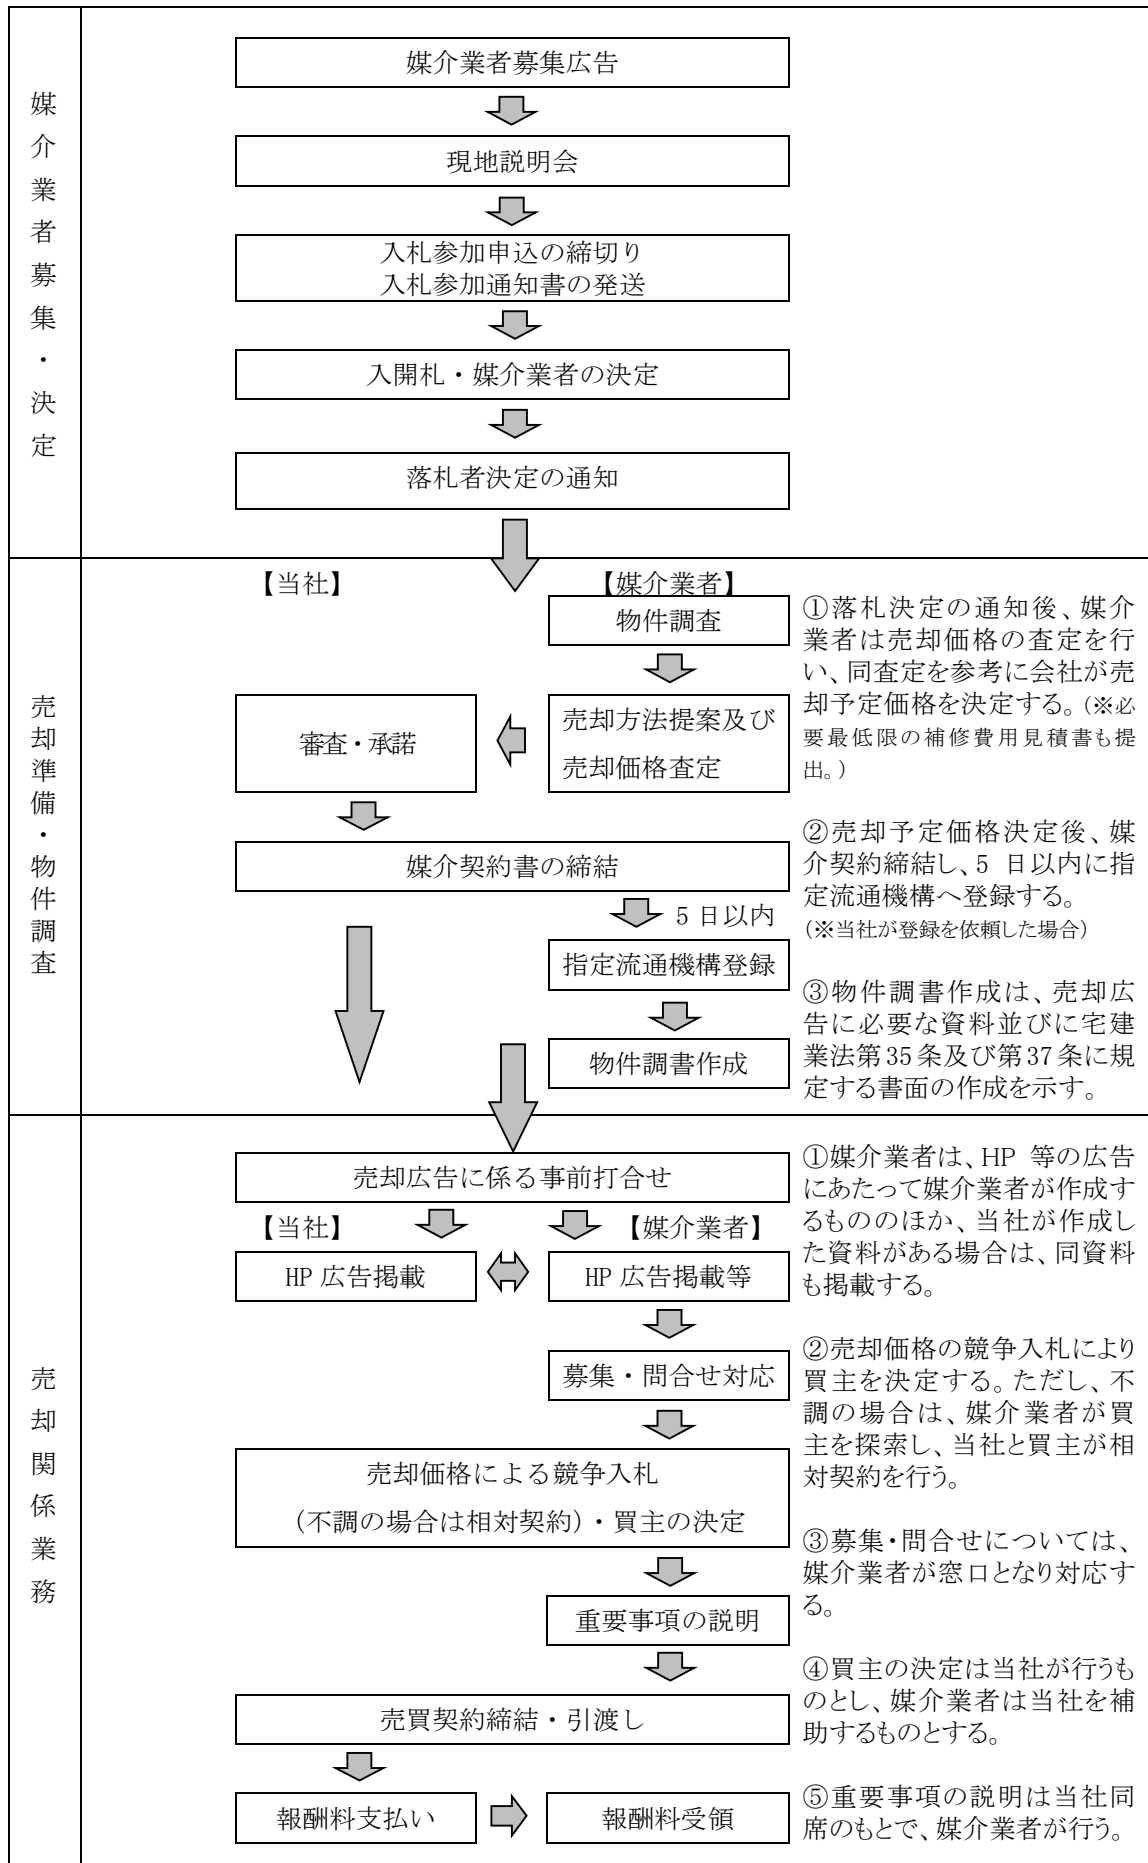 媒介業者募集・決定
媒介業者募集広告
現地説明会
入札参加申込の締切り
入札参加通知書の発送
入開札・媒介業者の決定
落札者決定の通知
売却準備・物件調査
【当社】
【媒介業者】
物件調査
売却方法提案及び
売却価格査定
審査・承諾
媒介契約書の締結
5 日以内
指定流通機構登録
物件調書作成
①落札決定の通知後、媒介
業者は売却価格の査定を行
い、同査定を参考に会社が売
却予定価格を決定する。(※必
要最低限の補修費用見積書も提
出。)
②売却予定価格決定後、媒
介契約締結し、5 日以内に指
定流通機構へ登録する。
(※当社が登録を依頼した場合)
③物件調書作成は、売却広
告に必要な資料並びに宅建
業法第35条及び第37条に規
定する書面の作成を示す。
売却関係業務
売却広告に係る事前打合せ
【当社】
【媒介業者】
HP 広告掲載
HP 広告掲載等
募集・問合せ対応
売却価格による競争入札
(不調の場合は相対契約)・買主の決定
重要事項の説明
売買契約締結・引渡し
報酬料支払い
報酬料受領
①媒介業者は、HP 等の広告
にあたって媒介業者が作成す
るもののほか、当社が作成し
た資料がある場合は、同資料
も掲載する。
②売却価格の競争入札により
買主を決定する。ただし、不
調の場合は、媒介業者が買
主を探索し、当社と買主が相
対契約を行う。
③募集・問合せについては、
媒介業者が窓口となり対応す
る。
④買主の決定は当社が行うも
のとし、媒介業者は当社を補
助するものとする。
⑤重要事項の説明は当社同
席のもとで、媒介業者が行う。